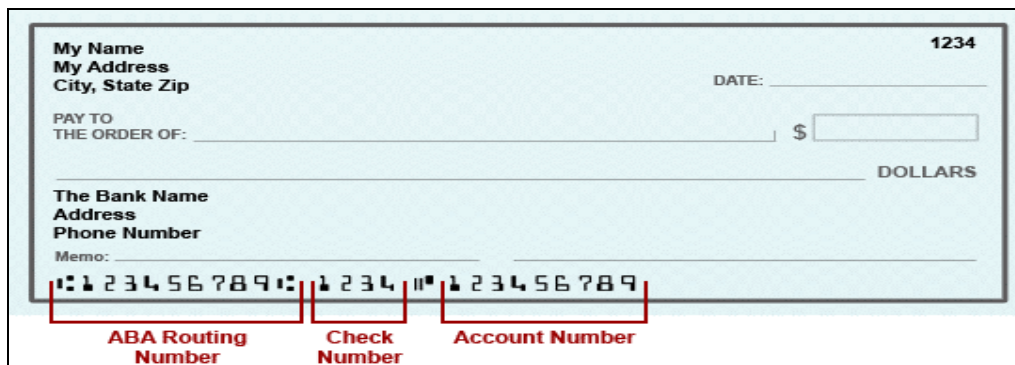 My Name
1234
My Address
City, State Zip
DATE:
PAY TO
THE ORDER OF:
$
DOLLARS
The Bank Name
Address
Phone Number
Memo:
⑆123456789⑆ 1234 ⑈123456789
ABA Routing Number
Check Number
Account Number